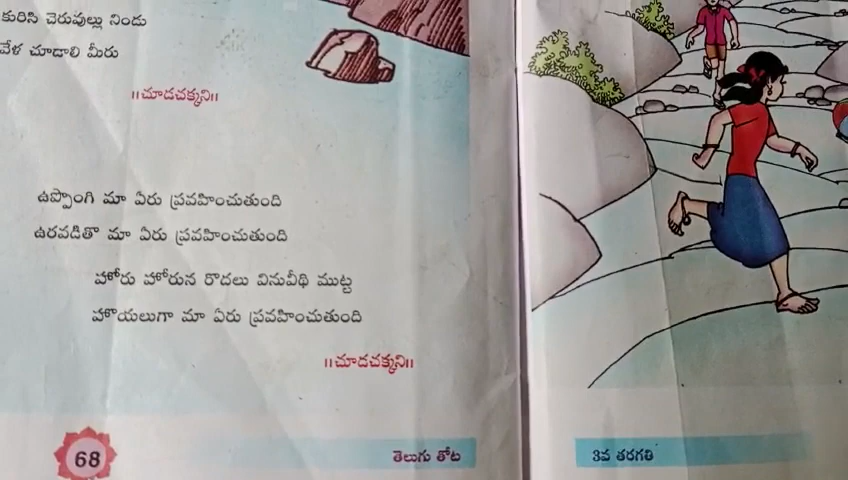 కురిసి చెరువుల్లు నిండు
వేళ చూడాలి మీరు
॥చూడచక్కని॥
ఉప్పొంగి మా ఏరు ప్రవహించుతుంది
ఉరవడితొ మా ఏరు ప్రవహించుతుంది
హోరు హోరున రొదలు వినువీథి ముట్ట
హొయలుగా మా ఏరు ప్రవహించుతుంది
॥చూడచక్కని॥
68
తెలుగు తోట
3వ తరగతి